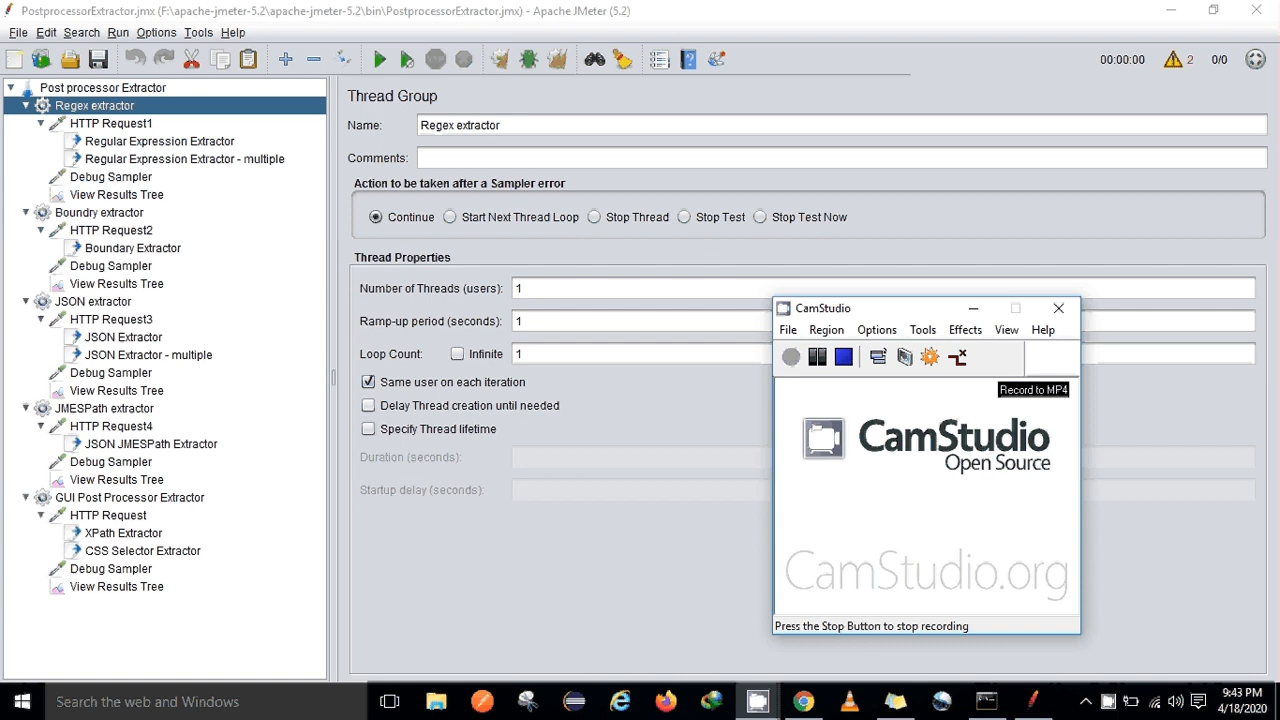 PostprocessorExtractor.jmx (F:\apache-jmeter-5.2\apache-jmeter-5.2\bin\PostprocessorExtractor.jmx) - Apache JMeter (5.2)
File Edit Search Run Options Tools Help
00:00:00 2 0/0
Post processor Extractor
Regex extractor
HTTP Request1
Regular Expression Extractor
Regular Expression Extractor - multiple
Debug Sampler
View Results Tree
Boundry extractor
HTTP Request2
Boundary Extractor
Debug Sampler
View Results Tree
JSON extractor
HTTP Request3
JSON Extractor
JSON Extractor - multiple
Debug Sampler
View Results Tree
JMESPath extractor
HTTP Request4
JSON JMESPath Extractor
Debug Sampler
View Results Tree
GUI Post Processor Extractor
HTTP Request
XPath Extractor
CSS Selector Extractor
Debug Sampler
View Results Tree
Thread Group
Name: Regex extractor
Comments:
Action to be taken after a Sampler error
Continue Start Next Thread Loop Stop Thread Stop Test Stop Test Now
Thread Properties
Number of Threads (users): 1
Ramp-up period (seconds): 1
Loop Count: Infinite 1
Same user on each iteration
Delay Thread creation until needed
Specify Thread lifetime
Duration (seconds):
Startup delay (seconds):
CamStudio
File Region Options Tools Effects View Help
Record to MP4
CamStudio
Open Source
CamStudio.org
Press the Stop Button to stop recording
Search the web and Windows
9:43 PM
4/18/2020